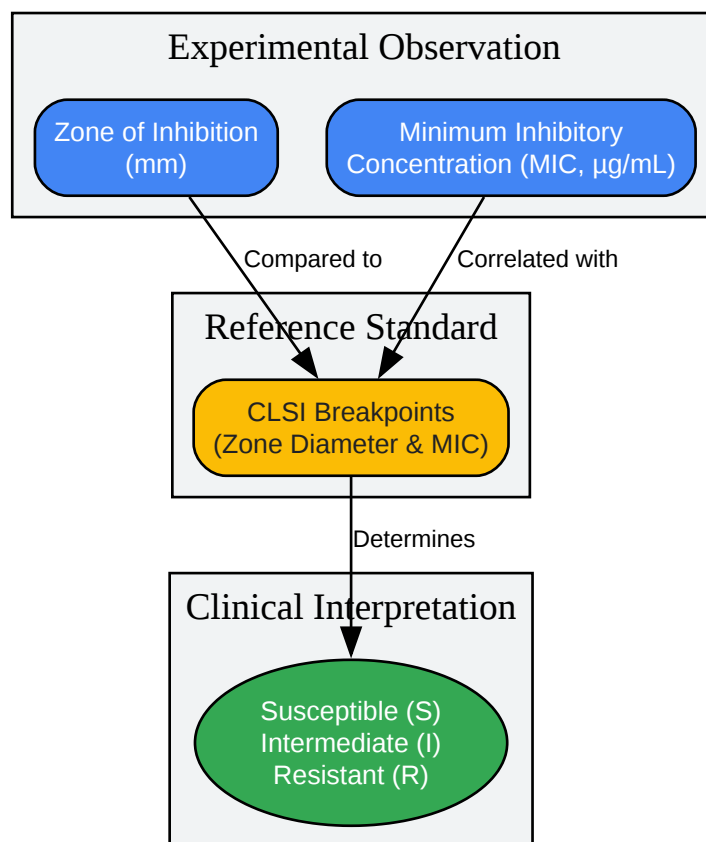 Experimental Observation
Zone of Inhibition
(mm)
Minimum Inhibitory
Concentration (MIC, µg/mL)
Compared to
Correlated with
Reference Standard
CLSI Breakpoints
(Zone Diameter & MIC)
Determines
Clinical Interpretation
Susceptible (S)
Intermediate (I)
Resistant (R)